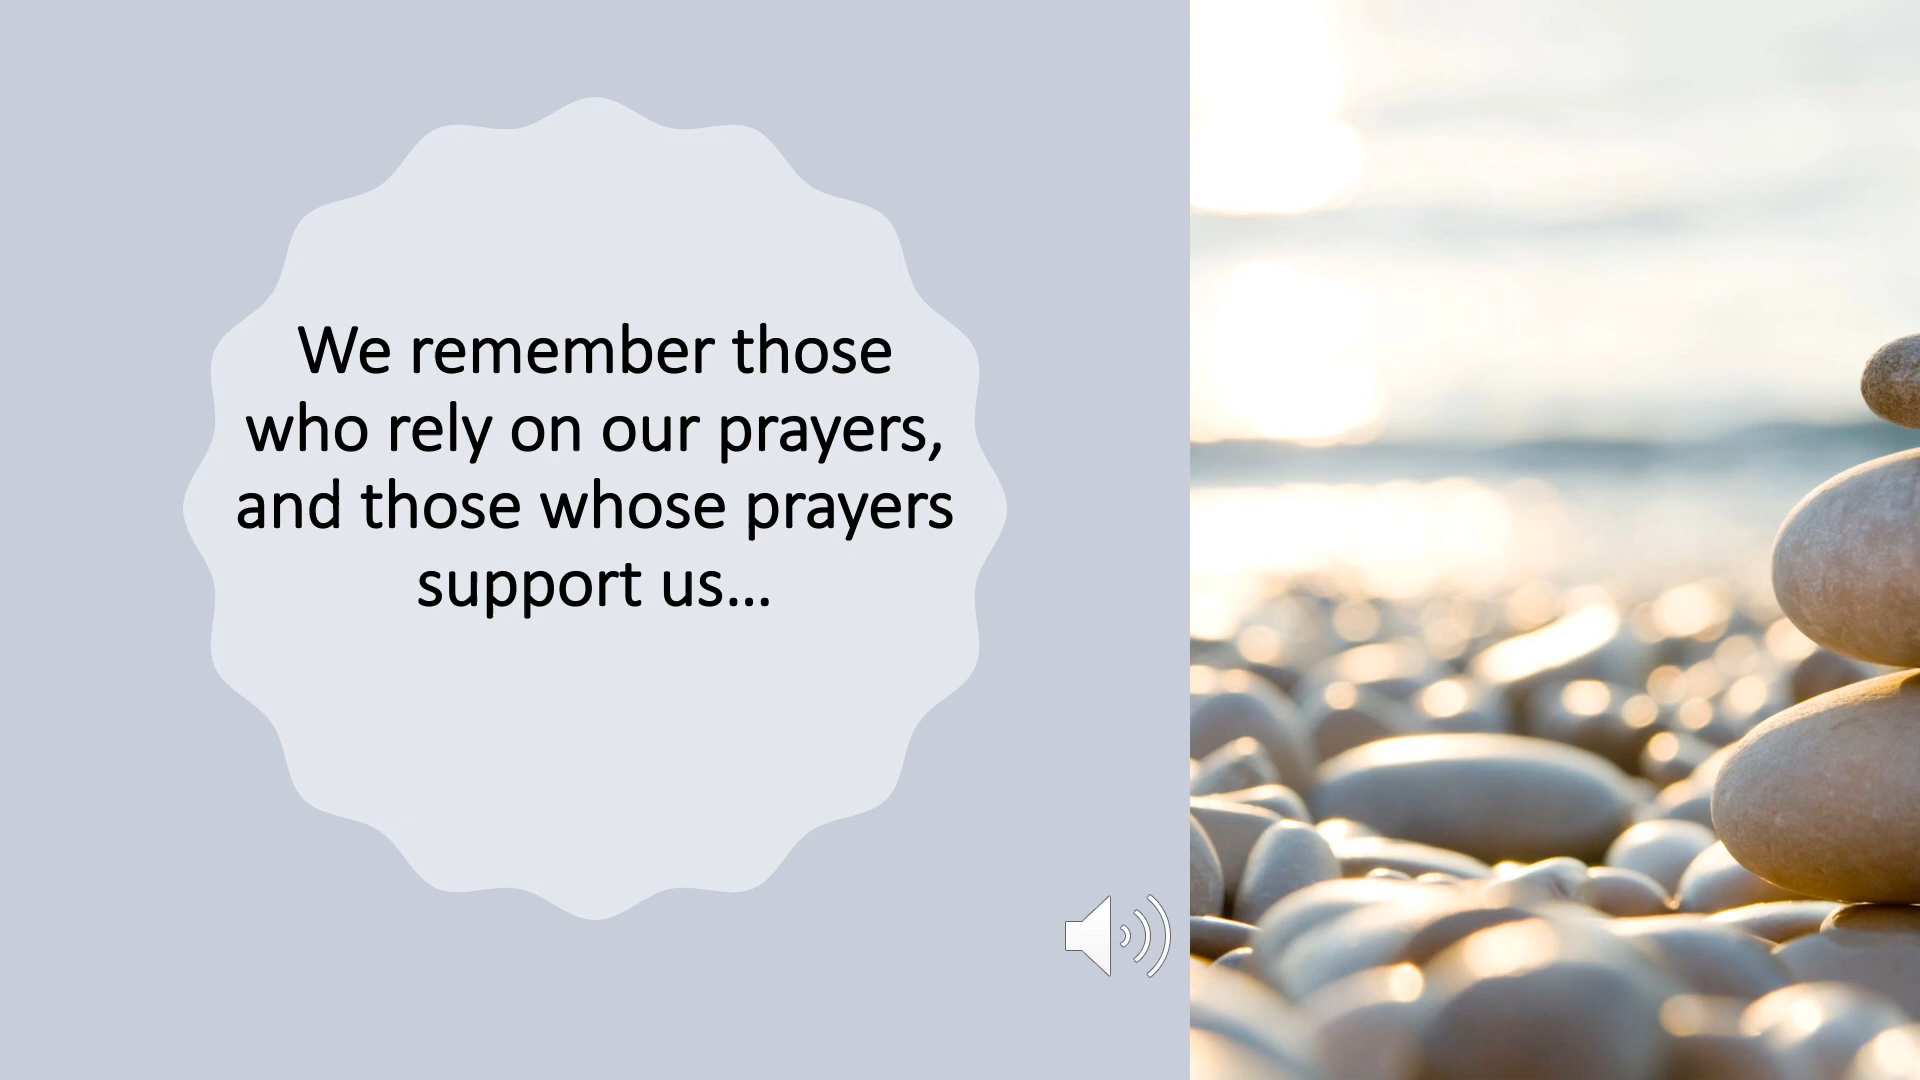 We remember those
who rely on our prayers,
and those whose prayers
support us...